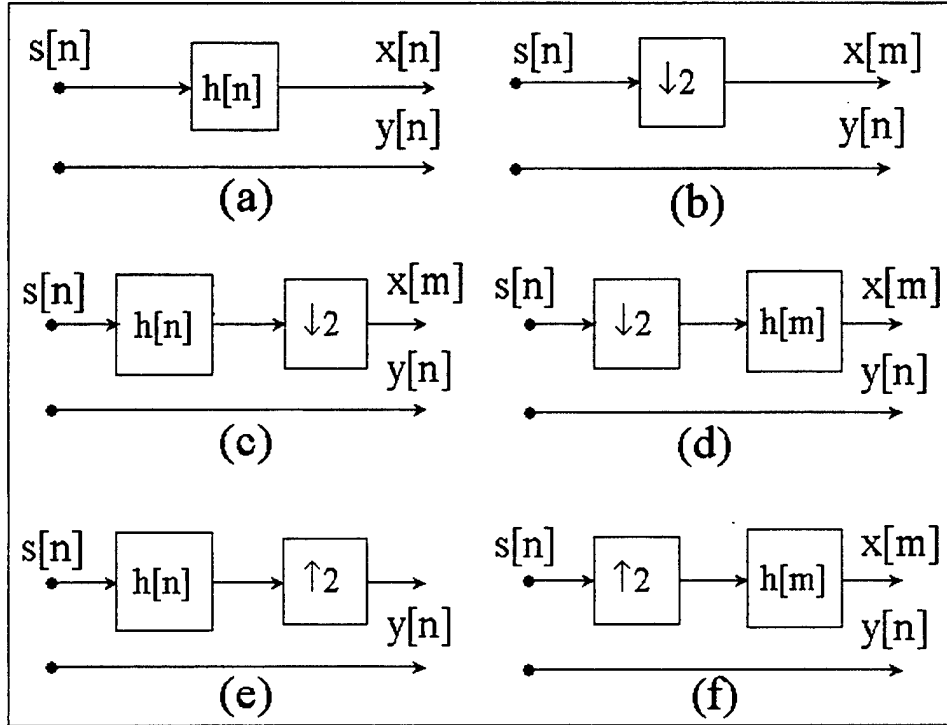 s[n] h[n] x[n]
y[n]
(a)
s[n] ↓2 x[m]
y[n]
(b)
s[n] h[n] ↓2 x[m]
y[n]
(c)
s[n] ↓2 h[m] x[m]
y[n]
(d)
s[n] h[n] ↑2
y[n]
(e)
s[n] ↑2 h[m] x[m]
y[n]
(f)